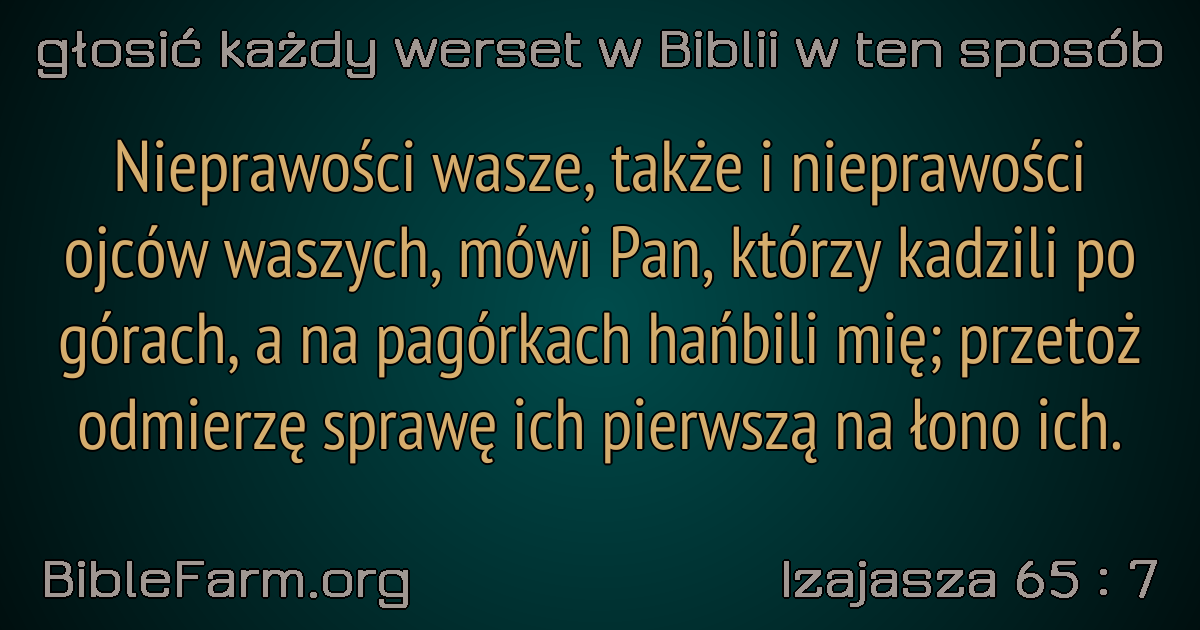 głosić każdy werset w Biblii w ten sposób
Nieprawości wasze, także i nieprawości
ojców waszych, mówi Pan, którzy kadzili po
górach, a na pagórkach hańbili mię; przetoż
odmierzę sprawę ich pierwszą na łono ich.
BibleFarm.org
Izajasza 65 : 7